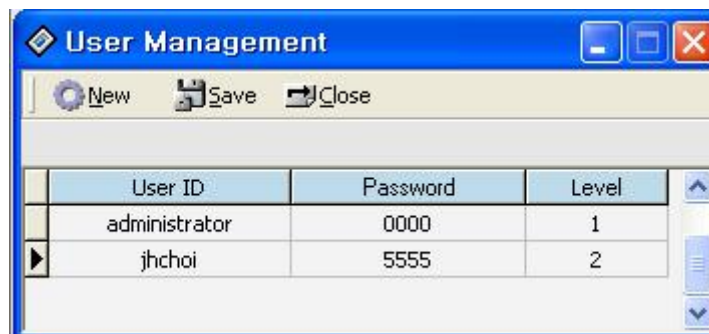 User Management
New Save Close
User ID Password Level
administrator 0000 1
jhchoi 5555 2